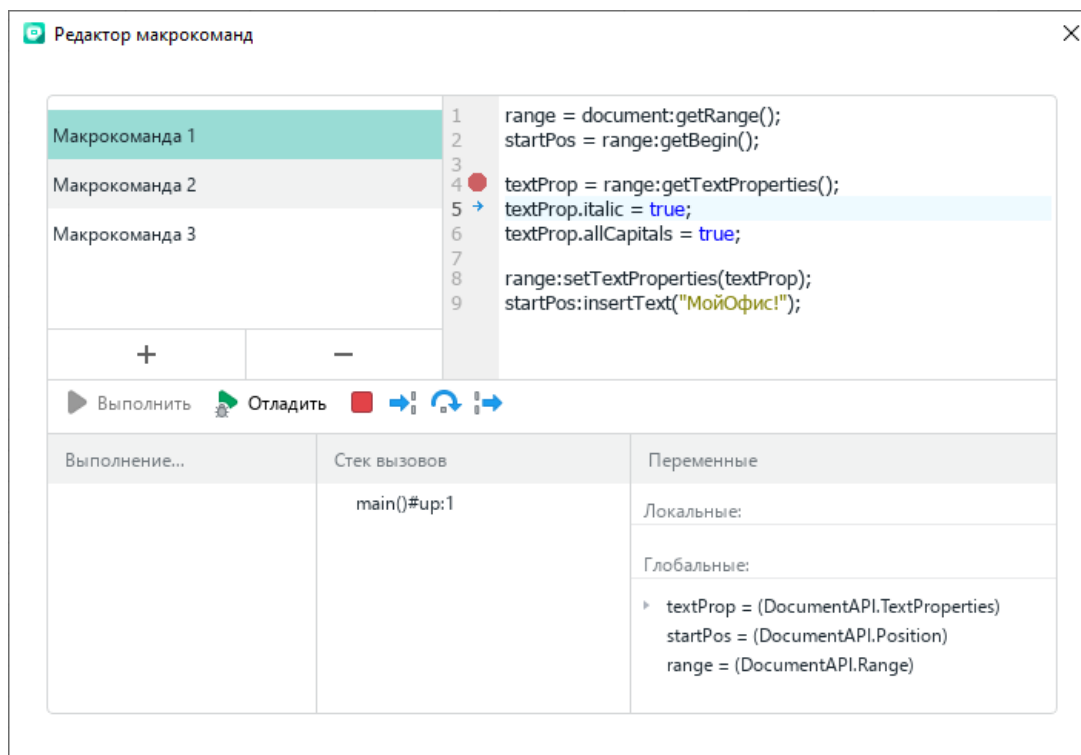 Редактор макрокоманд
Макрокоманда 1
Макрокоманда 2
Макрокоманда 3
1 range = document:getRange();
2 startPos = range:getBegin();
3
4 textProp = range:getTextProperties();
5 textProp.italic = true;
6 textProp.allCapitals = true;
7
8 range:setTextProperties(textProp);
9 startPos:insertText("МойОфис!");
+ −
Выполнить Отладить
Выполнение... Стек вызовов Переменные
main()#up:1
Локальные:
Глобальные:
textProp = (DocumentAPI.TextProperties)
startPos = (DocumentAPI.Position)
range = (DocumentAPI.Range)